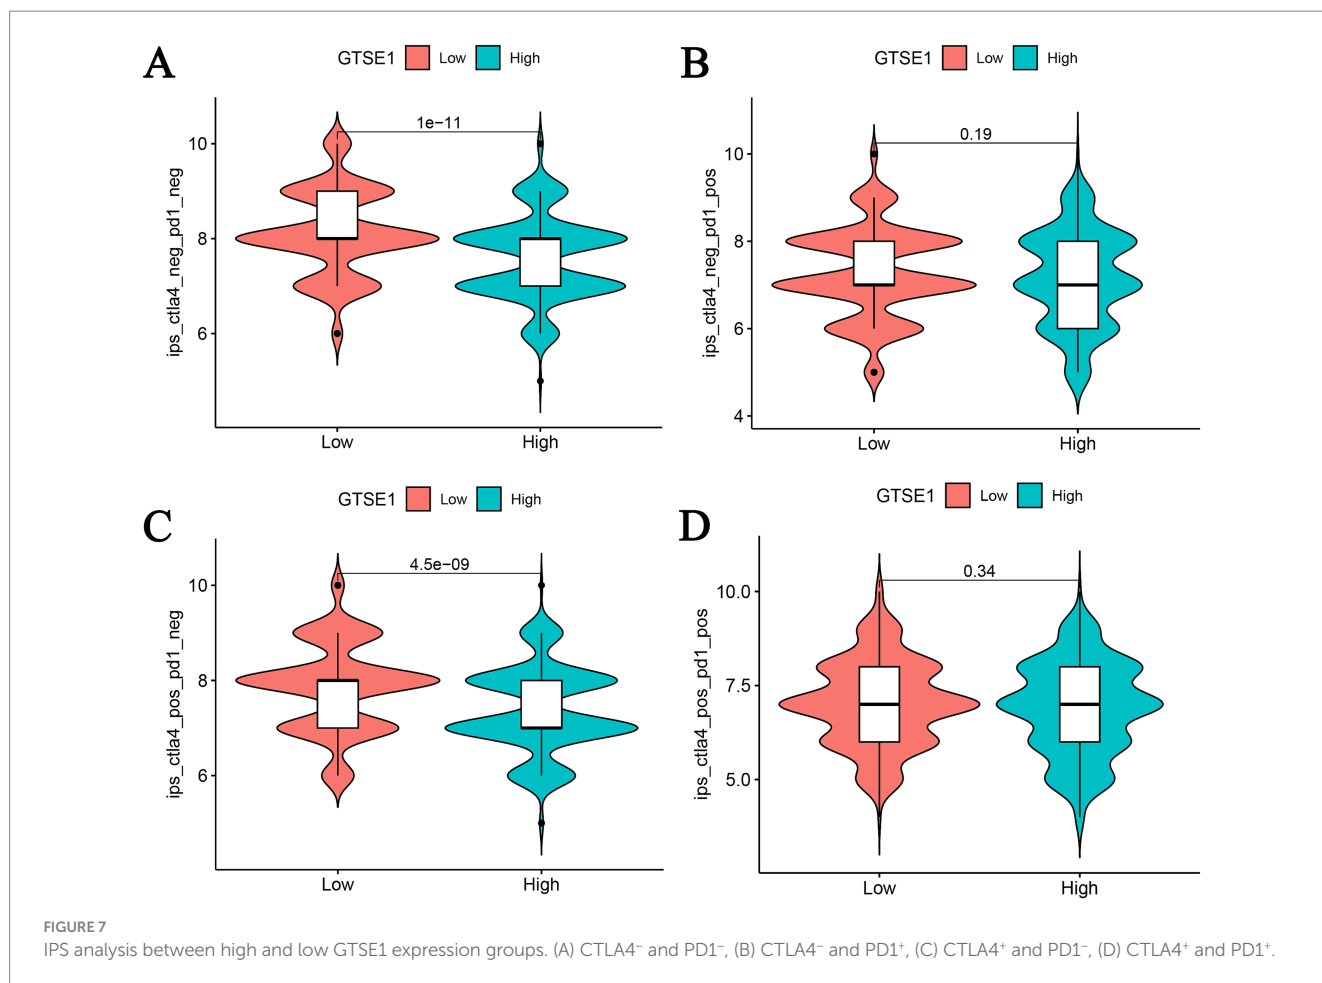 A
GTSE1 Low High
ips_ctla4_neg_pd1_neg
10
8
6
1e−11
Low High
B
GTSE1 Low High
ips_ctla4_neg_pd1_pos
10
8
6
4
0.19
Low High
C
GTSE1 Low High
ips_ctla4_pos_pd1_neg
10
8
6
4.5e−09
Low High
D
GTSE1 Low High
ips_ctla4_pos_pd1_pos
10.0
7.5
5.0
0.34
Low High
FIGURE 7
IPS analysis between high and low GTSE1 expression groups. (A) CTLA4⁻ and PD1⁻, (B) CTLA4⁻ and PD1⁺, (C) CTLA4⁺ and PD1⁻, (D) CTLA4⁺ and PD1⁺.